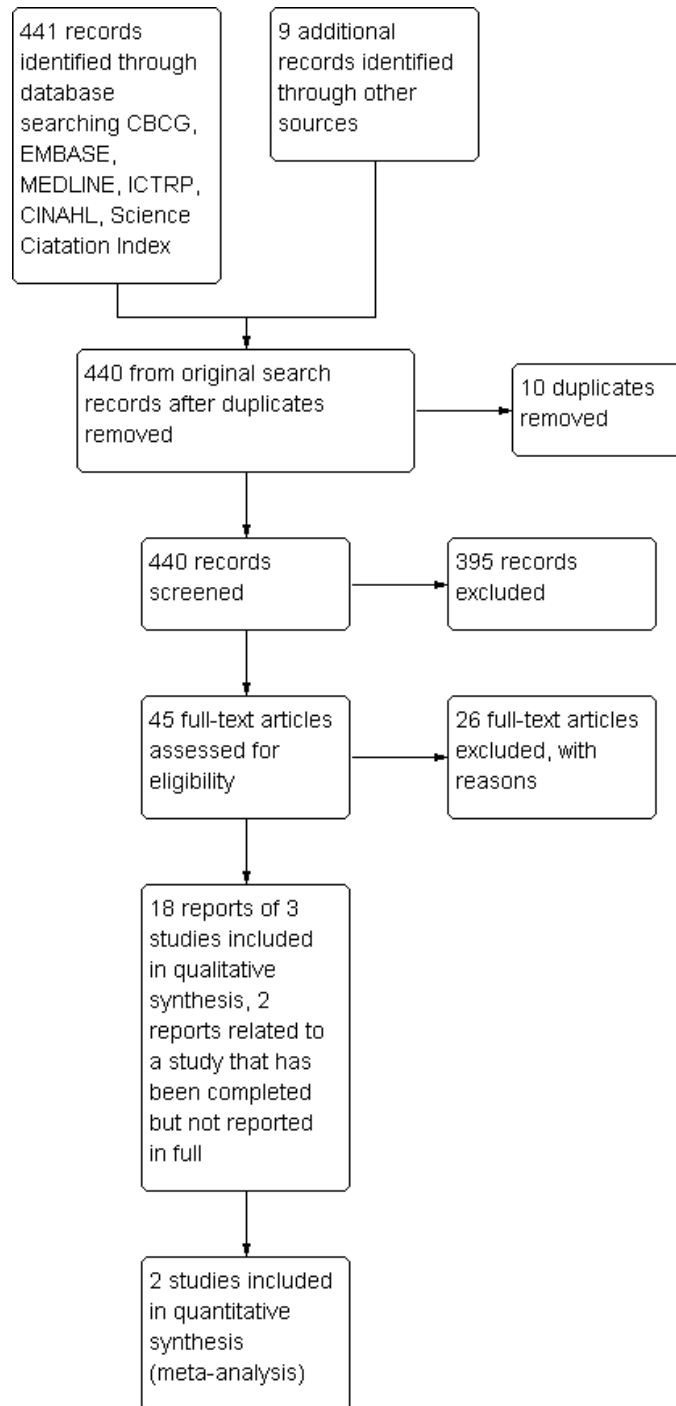 441 records
identified through
database
searching CBCG,
EMBASE,
MEDLINE, ICTRP,
CINAHL, Science
Ciatation Index
9 additional
records identified
through other
sources
440 from original search
records after duplicates
removed
10 duplicates
removed
440 records
screened
395 records
excluded
45 full-text articles
assessed for
eligibility
26 full-text articles
excluded, with
reasons
18 reports of 3
studies included
in qualitative
synthesis, 2
reports related to
a study that has
been completed
but not reported
in full
2 studies included
in quantitative
synthesis
(meta-analysis)